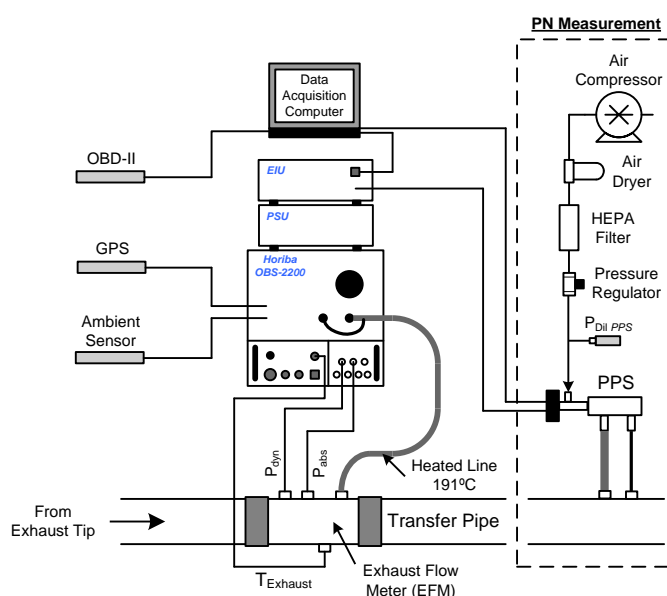 PN Measurement
Air
Compressor
Data
Acquisition
Computer
OBD-II
EIU
Air
Dryer
PSU
HEPA
Filter
GPS
Horiba
OBS-2200
Pressure
Regulator
Ambient
Sensor
PDil PPS
PPS
Pdyn
Pabs
Heated Line
191ºC
From
Exhaust Tip
Transfer Pipe
TExhaust
Exhaust Flow
Meter (EFM)